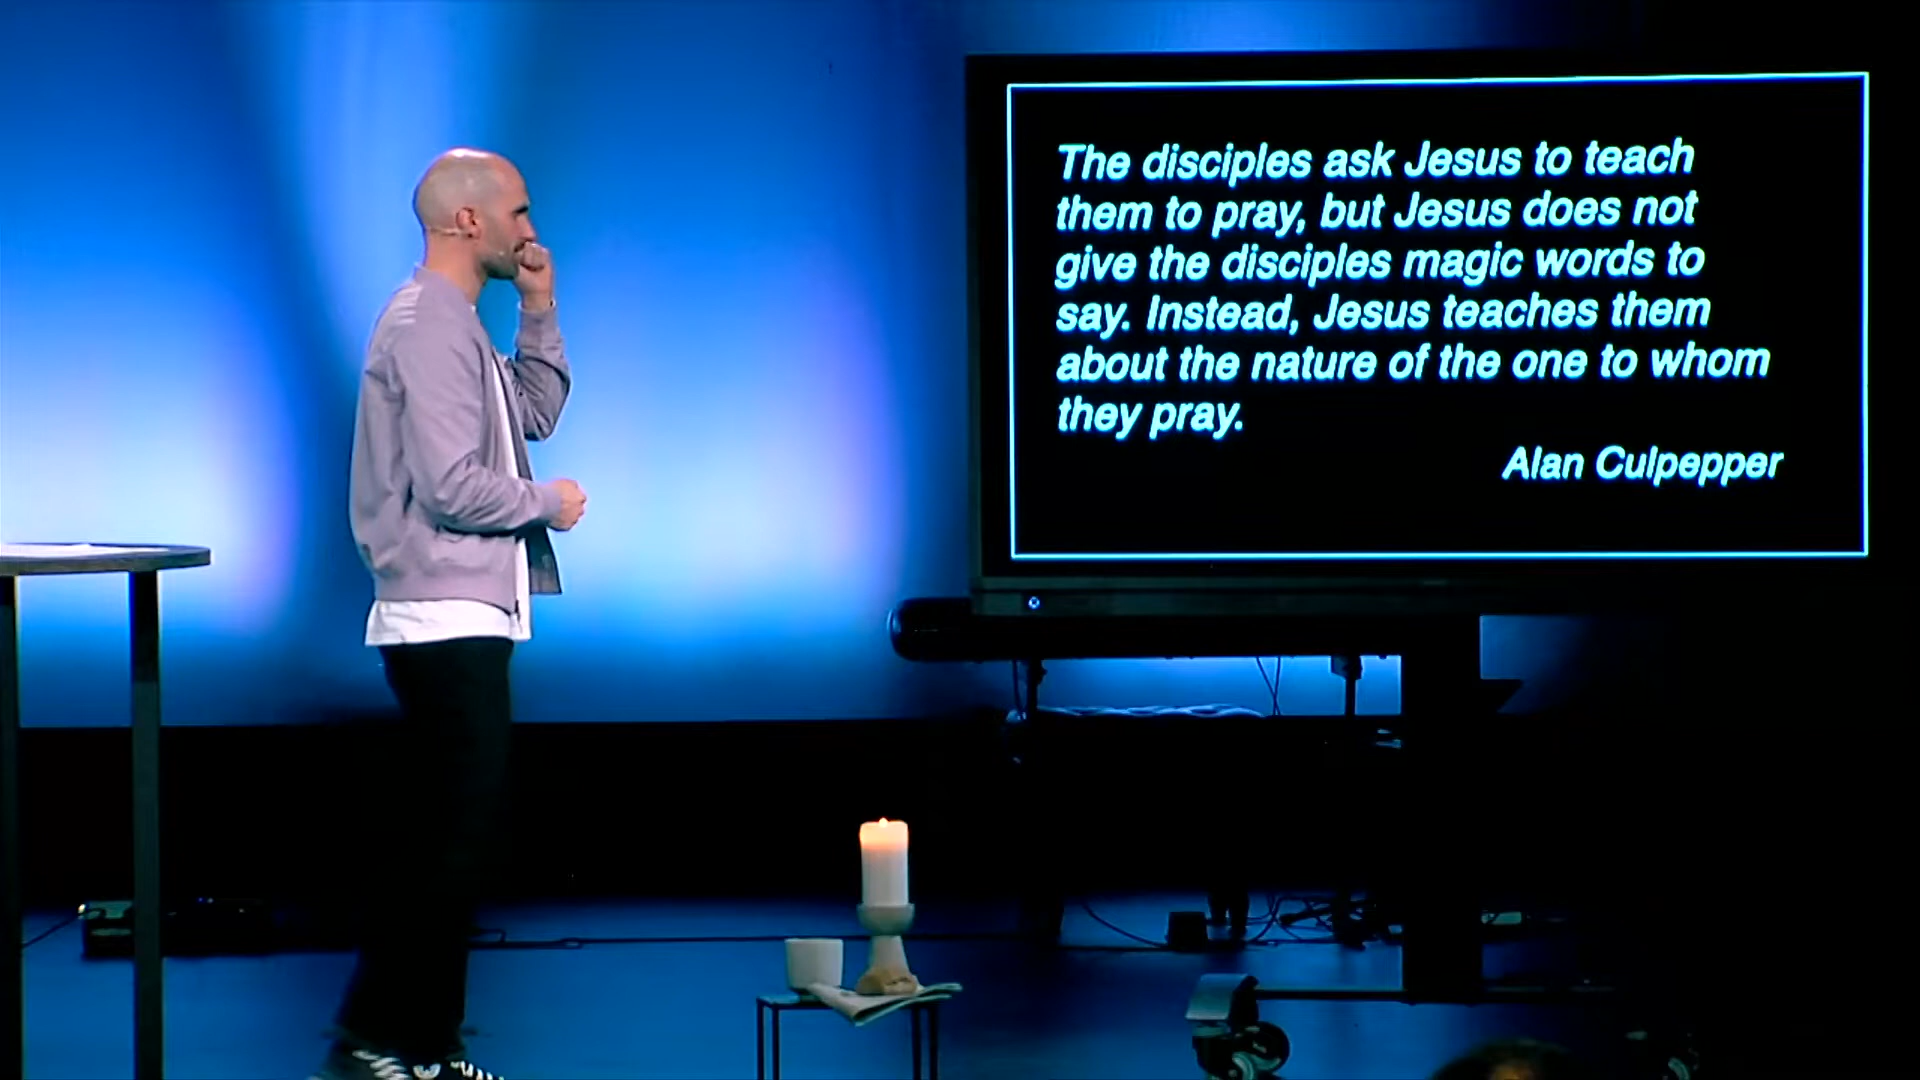 The disciples ask Jesus to teach
them to pray, but Jesus does not
give the disciples magic words to
say. Instead, Jesus teaches them
about the nature of the one to whom
they pray.
Alan Culpepper